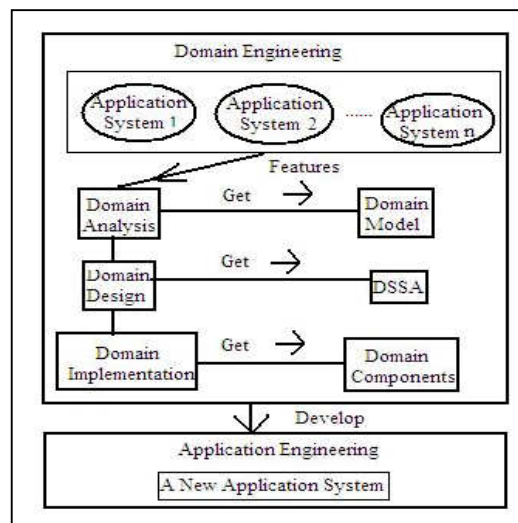 Domain Engineering
Application
System 1
Application
System 2
......
Application
System n
Features
Domain
Analysis
Get
Domain
Model
Domain
Design
Get
DSSA
Domain
Implementation
Get
Domain
Components
Develop
Application Engineering
A New Application System